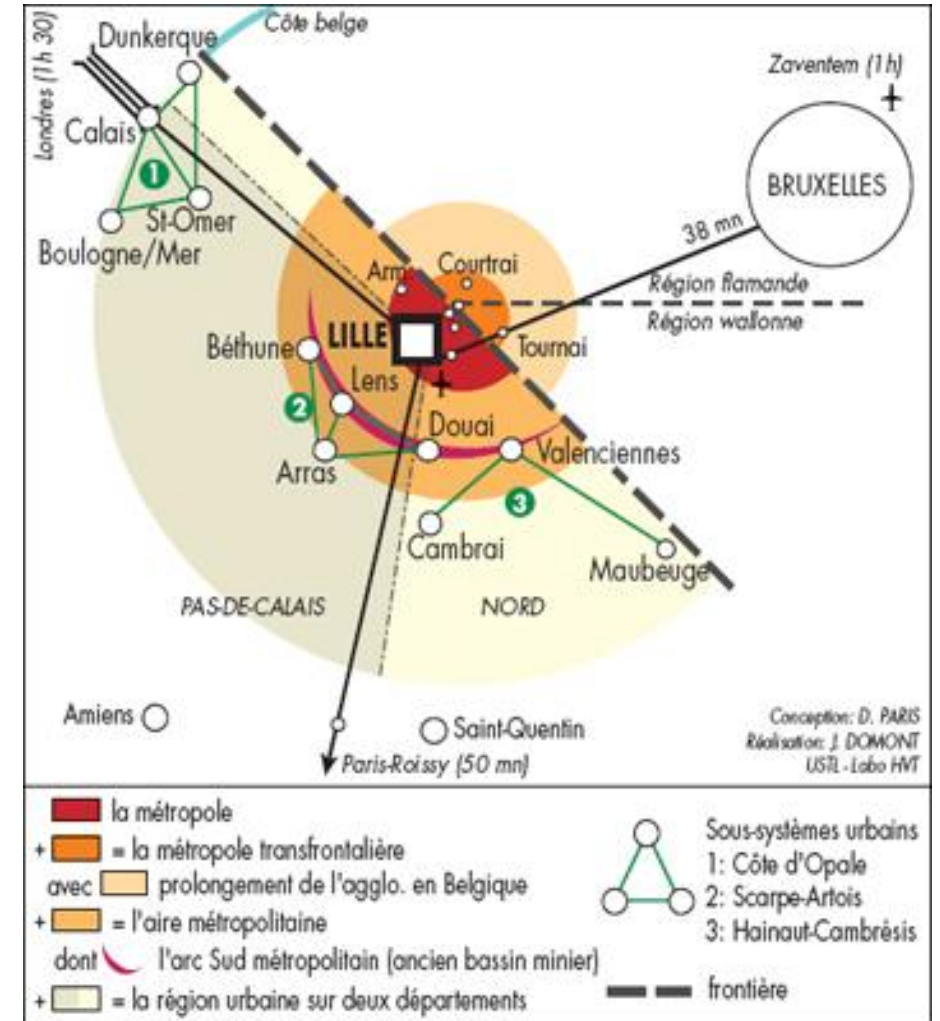 Londres (1h 30)
Côte belge
Dunkerque
Zaventem (1h)
Calais
1
BRUXELLES
St-Omer
Boulogne/Mer
38 mn
Arm.
Courtrai
Région flamande
Région wallonne
LILLE
Béthune
Tournai
Lens
2
Douai
Arras
Valenciennes
3
Cambrai
Maubeuge
PAS-DE-CALAIS
NORD
Amiens
Saint-Quentin
Paris-Roissy (50 mn)
Conception: D. PARIS
Réalisation: J. DOMONT
USTL - Labo HVT
la métropole
+ = la métropole transfrontalière
avec prolongement de l'agglo. en Belgique
+ = l'aire métropolitaine
dont l'arc Sud métropolitain (ancien bassin minier)
+ = la région urbaine sur deux départements
Sous-systèmes urbains
1: Côte d'Opale
2: Scarpe-Artois
3: Hainaut-Cambrésis
frontière